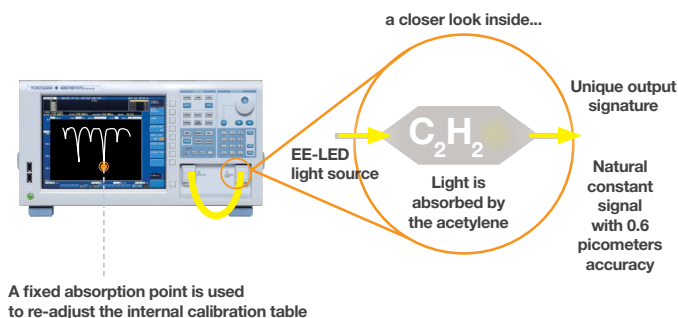 a closer look inside...
YOKOGAWA
Unique output
signature
C2H2
EE-LED
light source
Light is
absorbed by
the acetylene
Natural
constant
signal
with 0.6
picometers
accuracy
A fixed absorption point is used
to re-adjust the internal calibration table